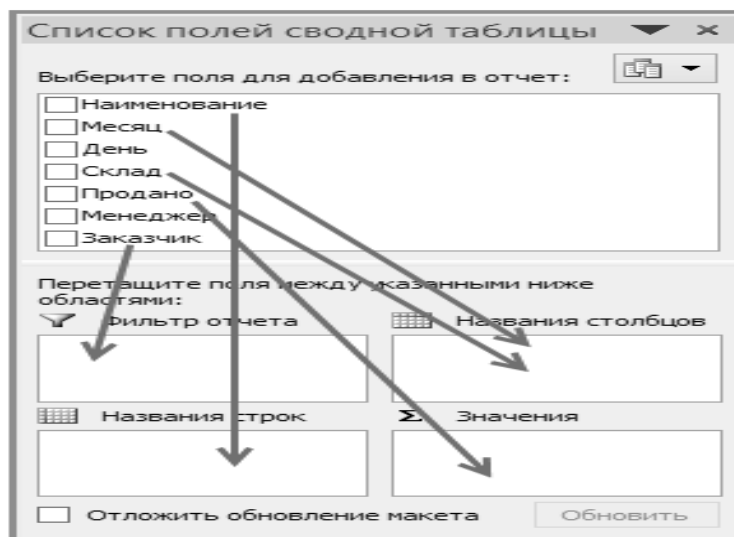 Список полей сводной таблицы
Выберите поля для добавления в отчет:
Наименование
Месяц
День
Склад
Продано
Менеджер
Заказчик
Перетащите поля между указанными ниже
областями:
Фильтр отчета
Названия столбцов
Названия строк
Σ Значения
Отложить обновление макета
Обновить